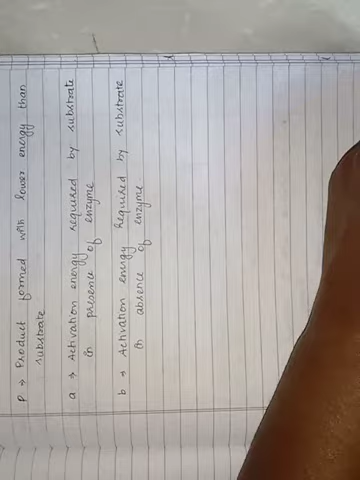 P → Product formed with lower energy than
substrate
a → Activation energy required by substrate
in presence of enzyme
b → Activation energy required by substrate
in absence of enzyme.